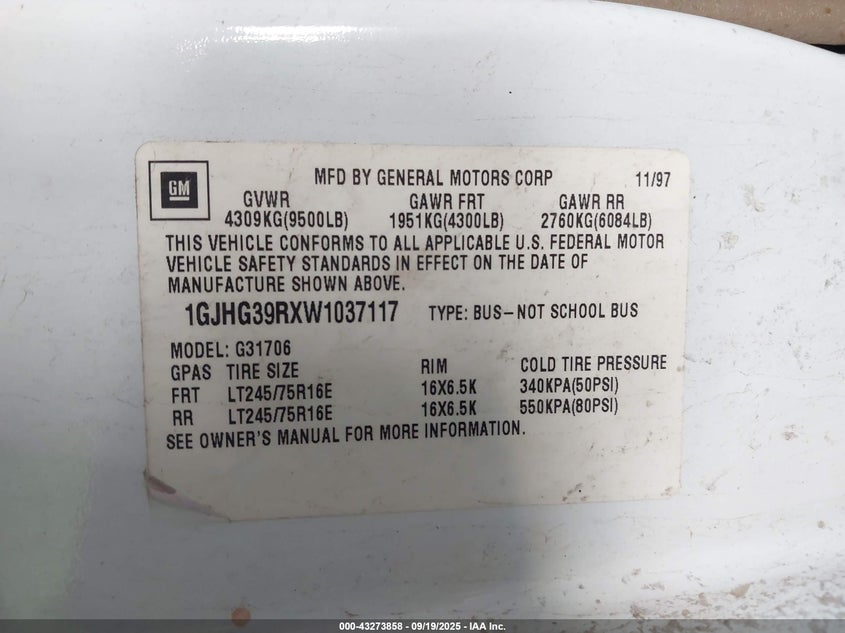 GM
MFD BY GENERAL MOTORS CORP 11/97
GVWR GAWR FRT GAWR RR
4309KG(9500LB) 1951KG(4300LB) 2760KG(6084LB)
THIS VEHICLE CONFORMS TO ALL APPLICABLE U.S. FEDERAL MOTOR
VEHICLE SAFETY STANDARDS IN EFFECT ON THE DATE OF
MANUFACTURE SHOWN ABOVE.
1GJHG39RXW1037117 TYPE: BUS-NOT SCHOOL BUS
MODEL: G31706
GPAS TIRE SIZE RIM COLD TIRE PRESSURE
FRT LT245/75R16E 16X6.5K 340KPA(50PSI)
RR LT245/75R16E 16X6.5K 550KPA(80PSI)
SEE OWNER'S MANUAL FOR MORE INFORMATION.
000-43273858 - 09/19/2025 - IAA Inc.